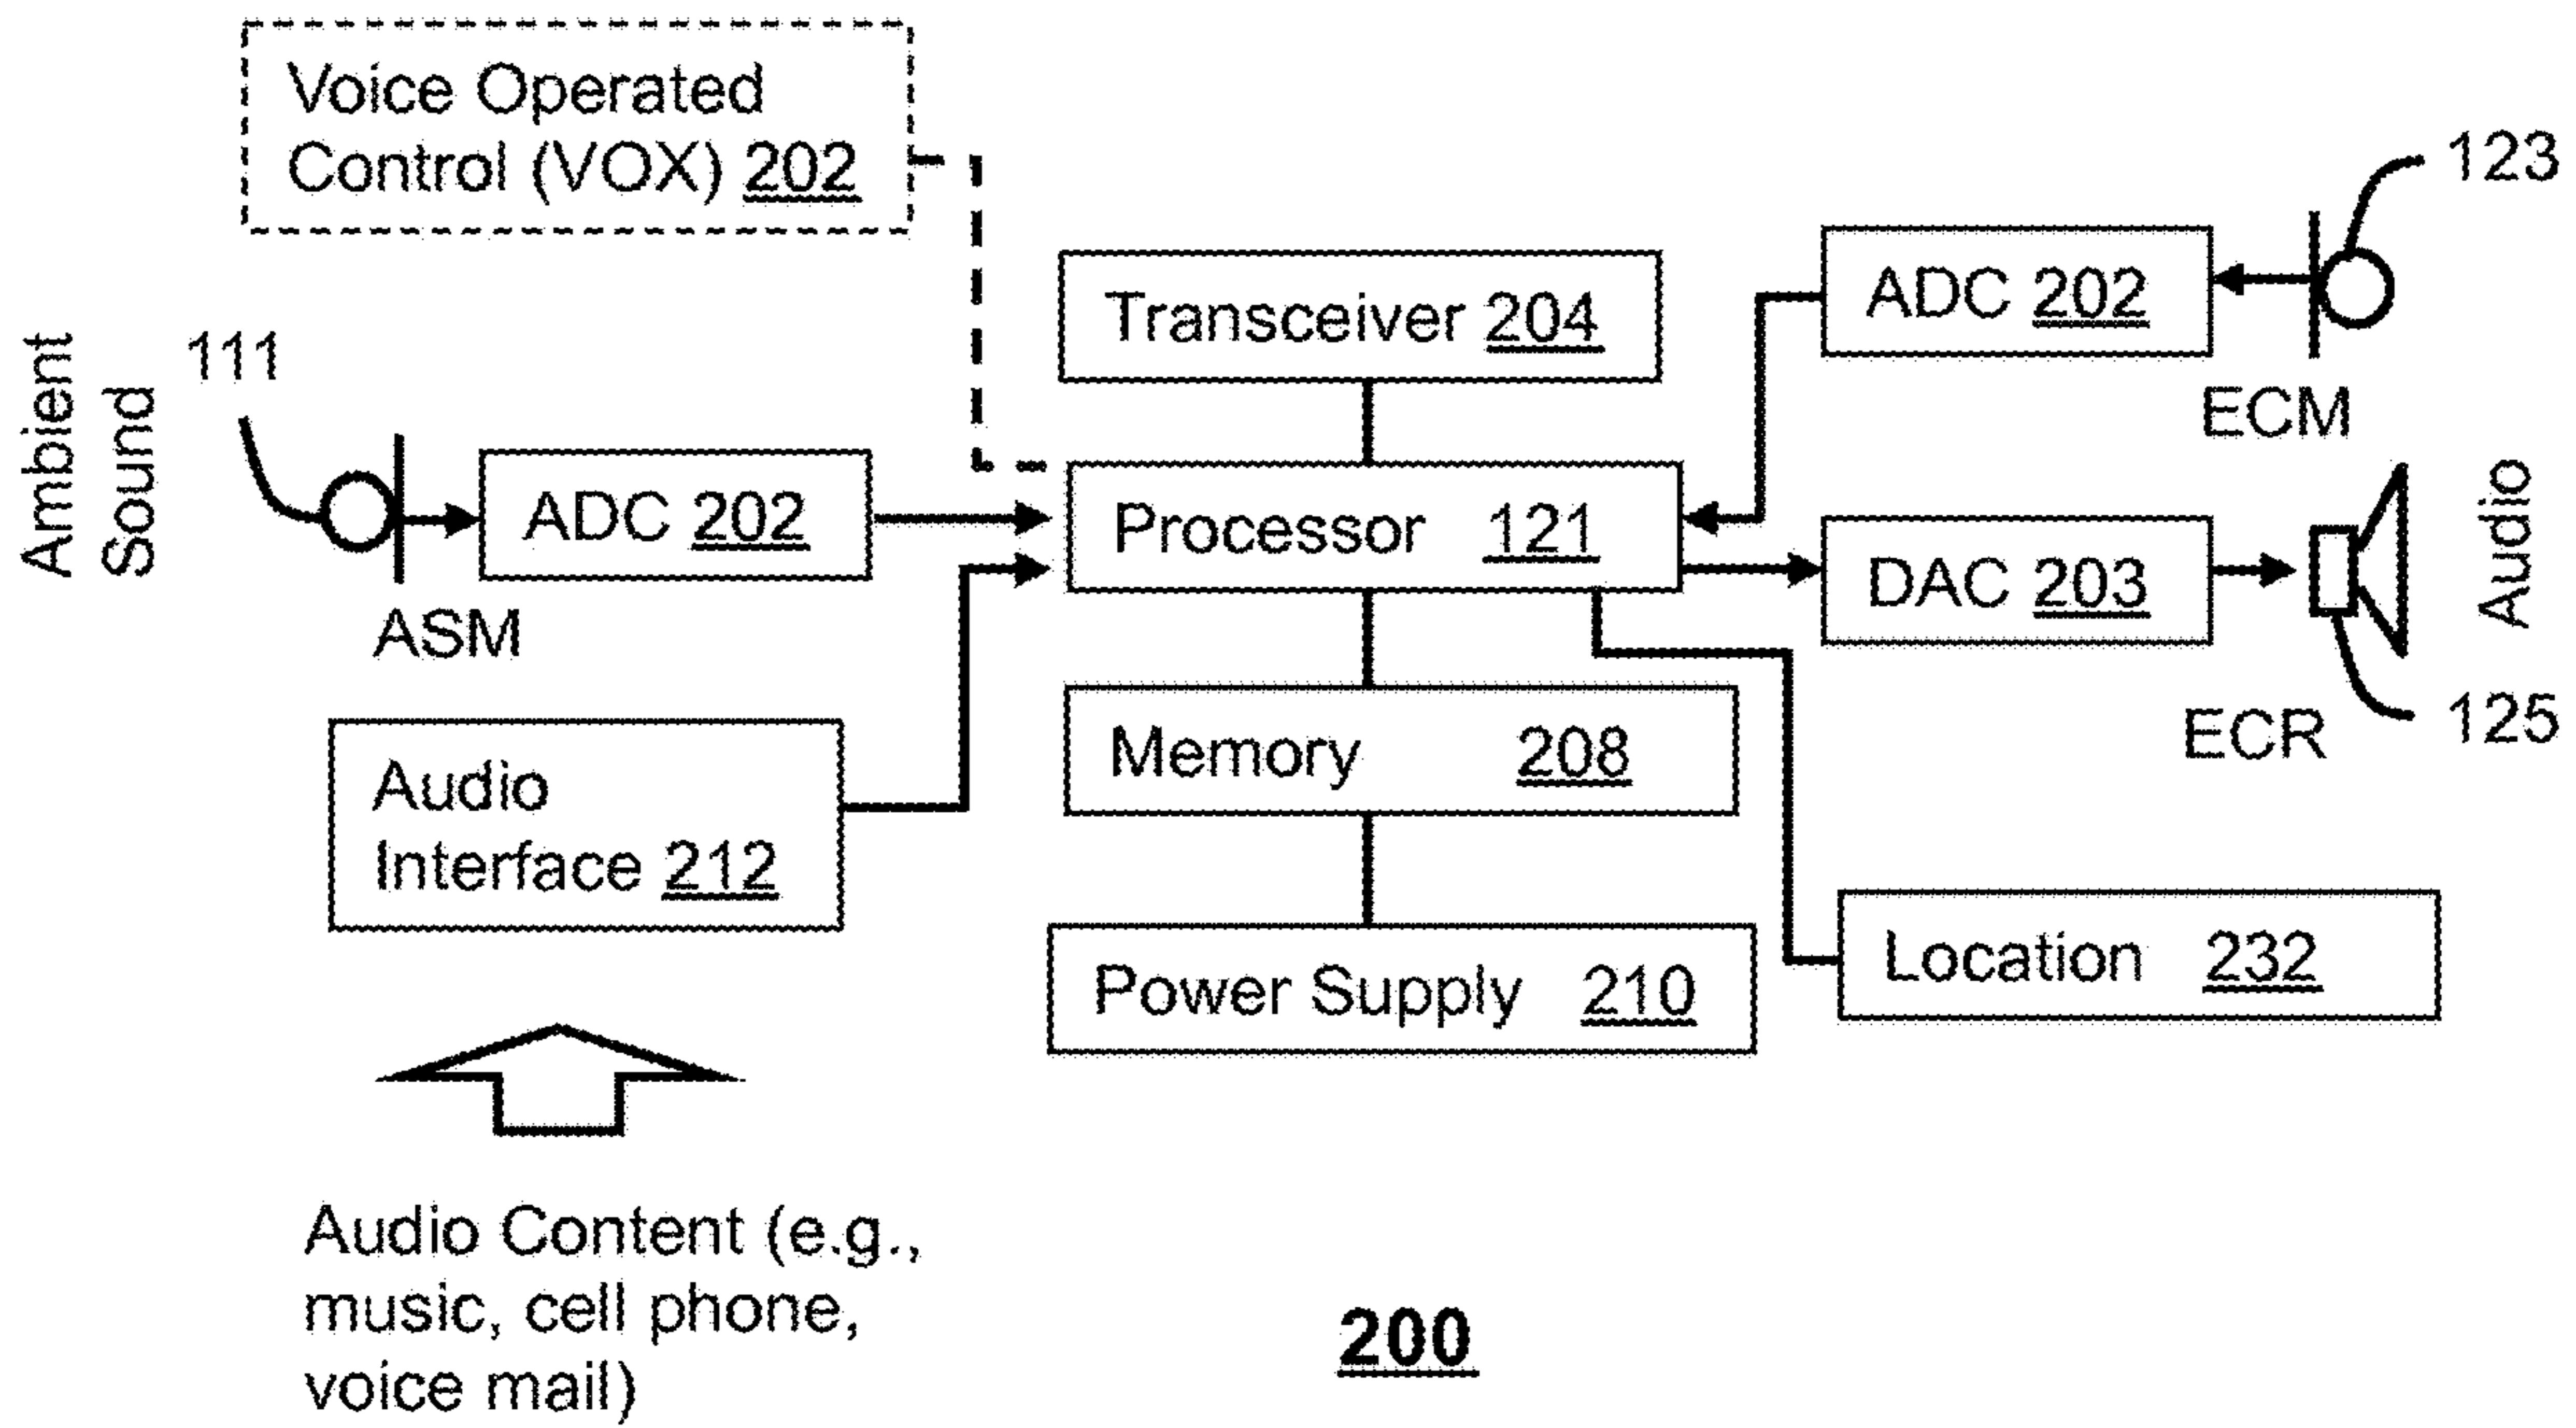 Voice Operated
Control (VOX) 202
123
Transceiver 204
ADC 202
ECM
Ambient
Sound
111
ADC 202
ASM
Processor 121
DAC 203
Audio
ECR
125
Audio
Interface 212
Memory 208
Power Supply 210
Location 232
Audio Content (e.g.,
music, cell phone,
voice mail)
200